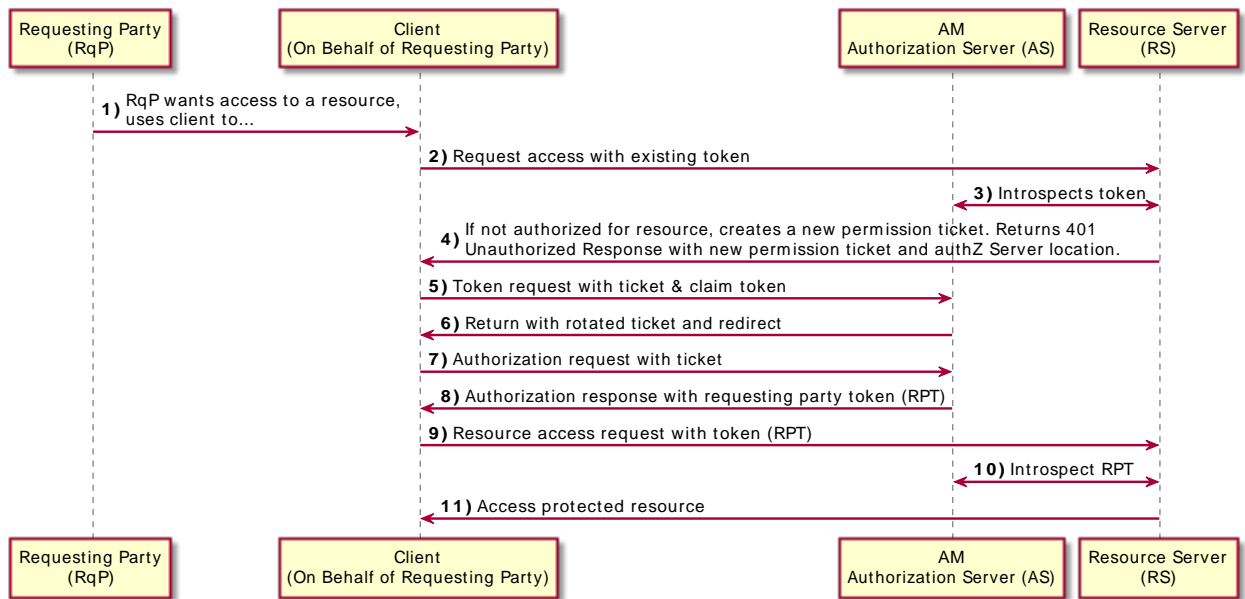 Requesting Party
(RqP)
Client
(On Behalf of Requesting Party)
AM
Authorization Server (AS)
Resource Server
(RS)
1) RqP wants access to a resource,
uses client to...
2) Request access with existing token
3) Introspects token
4) If not authorized for resource, creates a new permission ticket. Returns 401
Unauthorized Response with new permission ticket and authZ Server location.
5) Token request with ticket & claim token
6) Return with rotated ticket and redirect
7) Authorization request with ticket
8) Authorization response with requesting party token (RPT)
9) Resource access request with token (RPT)
10) Introspect RPT
11) Access protected resource
Requesting Party
(RqP)
Client
(On Behalf of Requesting Party)
AM
Authorization Server (AS)
Resource Server
(RS)